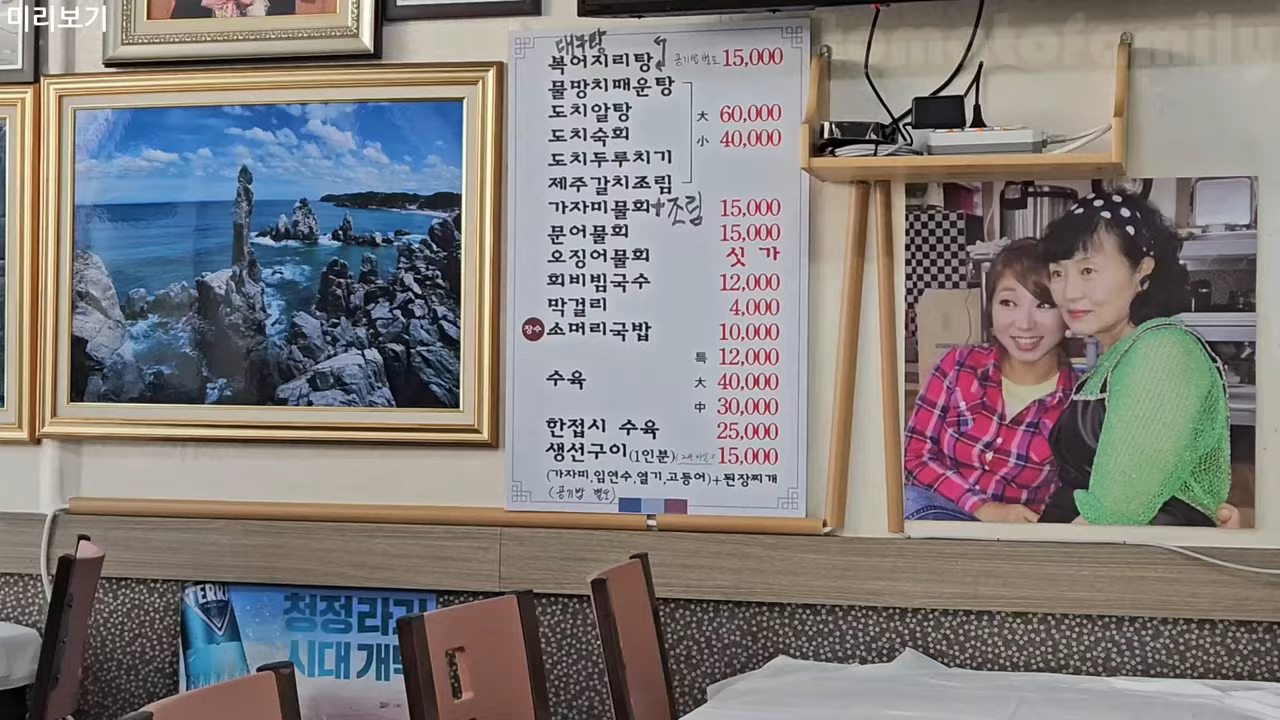 미리보기
대구탕
복어지리탕 공기밥 별도 15,000
물망치매운탕
도치알탕 大 60,000
도치숙회 小 40,000
도치두루치기
제주갈치조림
가자미물회+조림 15,000
문어물회 15,000
오징어물회 싯가
회비빔국수 12,000
막걸리 4,000
장수 소머리국밥 10,000
특 12,000
수육 大 40,000
中 30,000
한접시 수육 25,000
생선구이(1인분) 15,000
(가자미,임연수,열기,고등어)+된장찌개
(공기밥 별도)
TERRA
청정라거
시대